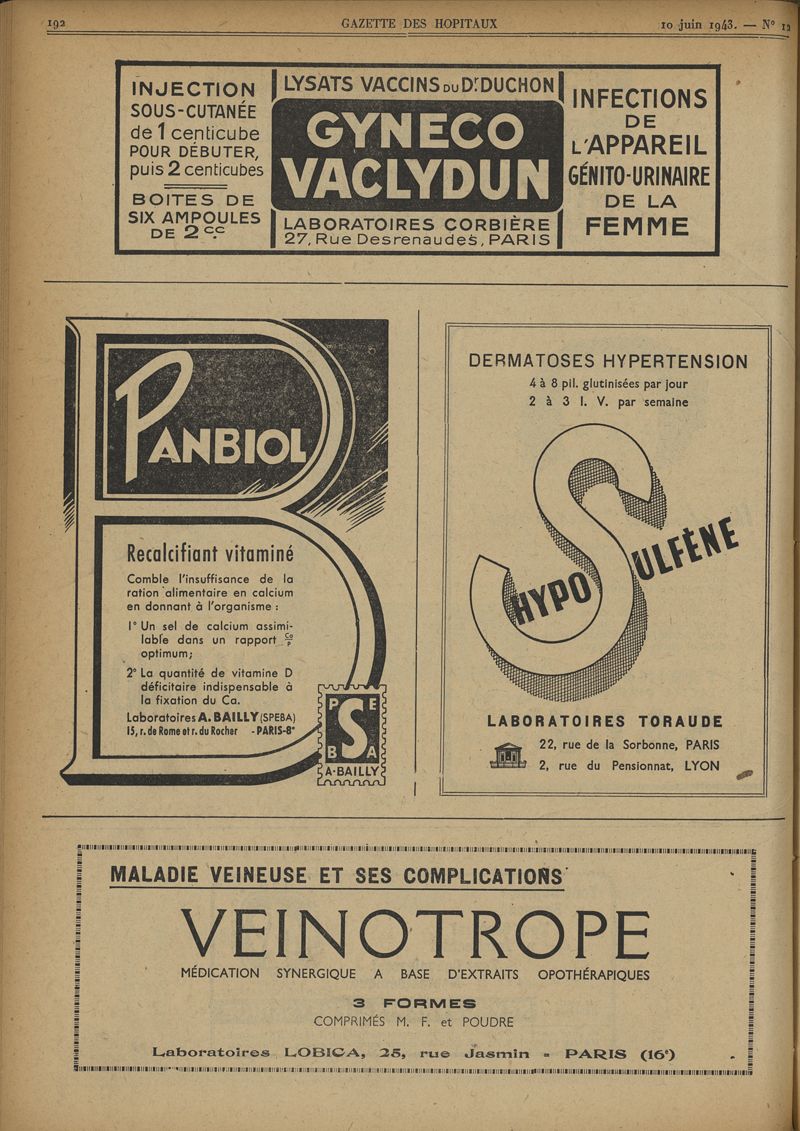 192
GAZETTE DES HOPITAUX
10 juin 1943. — N° 12
INJECTION
SOUS-CUTANÉE
de 1 centicube
POUR DÉBUTER,
puis 2 centicubes
BOITES DE
SIX AMPOULES
DE 2cc.
LYSATS VACCINS DU Dr DUCHON
GYNECO
VACLYDUN
LABORATOIRES CORBIÈRE
27, Rue Desrenaudes, PARIS
INFECTIONS
DE
L'APPAREIL
GÉNITO-URINAIRE
DE LA
FEMME
PANBIOL
Recalcifiant vitaminé
Comble l'insuffisance de la
ration alimentaire en calcium
en donnant à l'organisme :
1° Un sel de calcium assimi-
lable dans un rapport Ca/P
optimum;
2° La quantité de vitamine D
déficitaire indispensable à
la fixation du Ca.
Laboratoires A. BAILLY (SPEBA)
15, r. de Rome et r. du Rocher - PARIS-8e
SPEBA
A. BAILLY
DERMATOSES HYPERTENSION
4 à 8 pil. glutinisées par jour
2 à 3 I. V. par semaine
HYPOSULFÈNE
LABORATOIRES TORAUDE
22, rue de la Sorbonne, PARIS
2, rue du Pensionnat, LYON
MALADIE VEINEUSE ET SES COMPLICATIONS
VEINOTROPE
MÉDICATION SYNERGIQUE A BASE D'EXTRAITS OPOTHÉRAPIQUES
3 FORMES
COMPRIMÉS M. F. et POUDRE
Laboratoires LOBICA, 25, rue Jasmin - PARIS (16e)